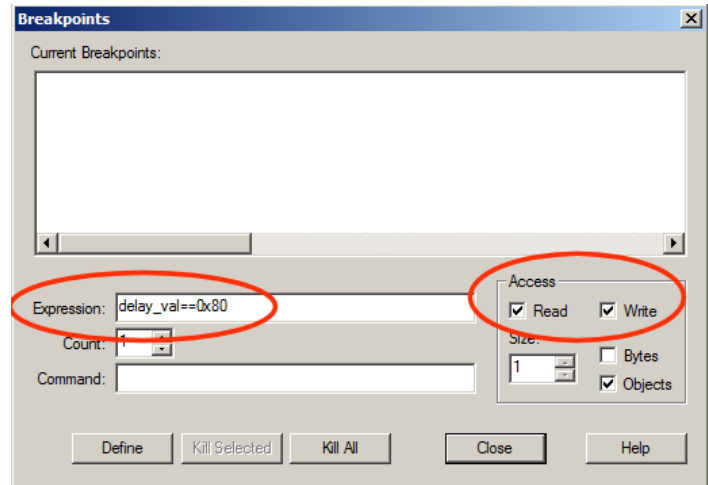 Breakpoints
Current Breakpoints:
Access
Expression: delay_val==0x80
Read Write
Count: 1
Size:
1
Bytes
Command:
Objects
Define Kill Selected Kill All Close Help